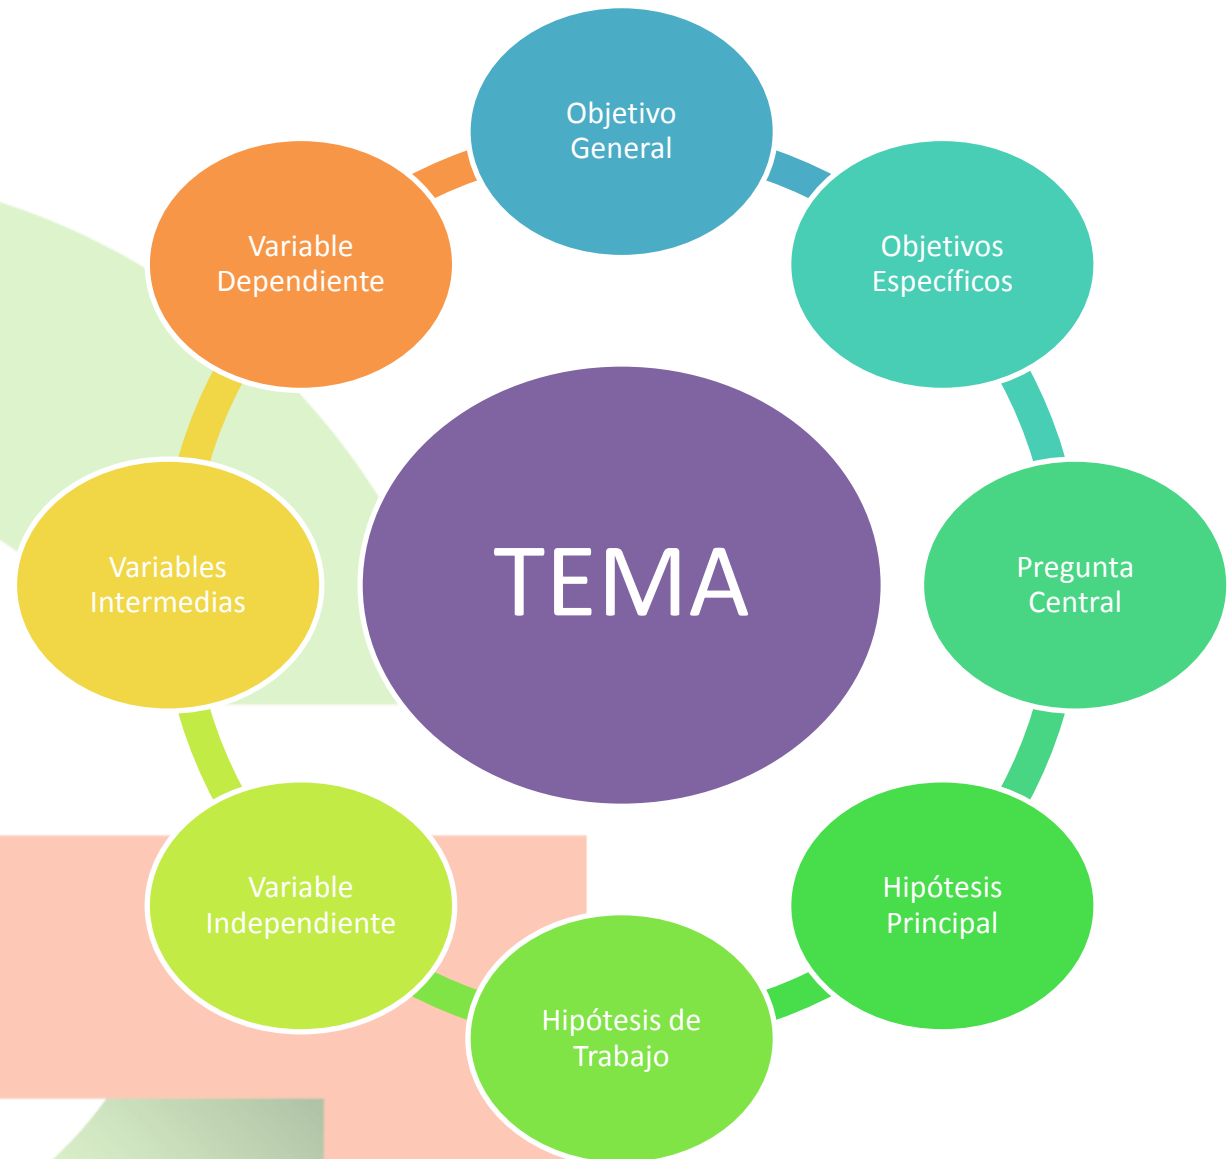 Objetivo
General
Objetivos
Específicos
Pregunta
Central
Hipótesis
Principal
Hipótesis de
Trabajo
Variable
Independiente
Variables
Intermedias
Variable
Dependiente
TEMA